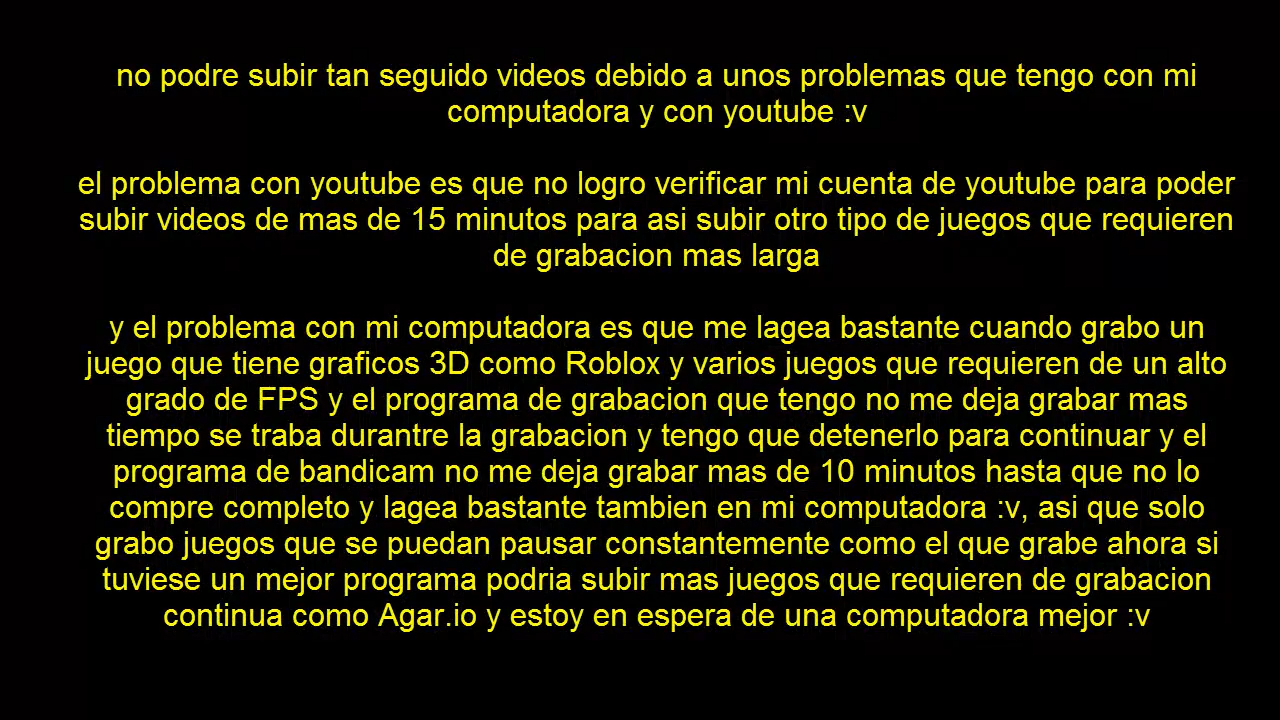 no podre subir tan seguido videos debido a unos problemas que tengo con mi
computadora y con youtube :v
el problema con youtube es que no logro verificar mi cuenta de youtube para poder
subir videos de mas de 15 minutos para asi subir otro tipo de juegos que requieren
de grabacion mas larga
y el problema con mi computadora es que me lagea bastante cuando grabo un
juego que tiene graficos 3D como Roblox y varios juegos que requieren de un alto
grado de FPS y el programa de grabacion que tengo no me deja grabar mas
tiempo se traba durantre la grabacion y tengo que detenerlo para continuar y el
programa de bandicam no me deja grabar mas de 10 minutos hasta que no lo
compre completo y lagea bastante tambien en mi computadora :v, asi que solo
grabo juegos que se puedan pausar constantemente como el que grabe ahora si
tuviese un mejor programa podria subir mas juegos que requieren de grabacion
continua como Agar.io y estoy en espera de una computadora mejor :v